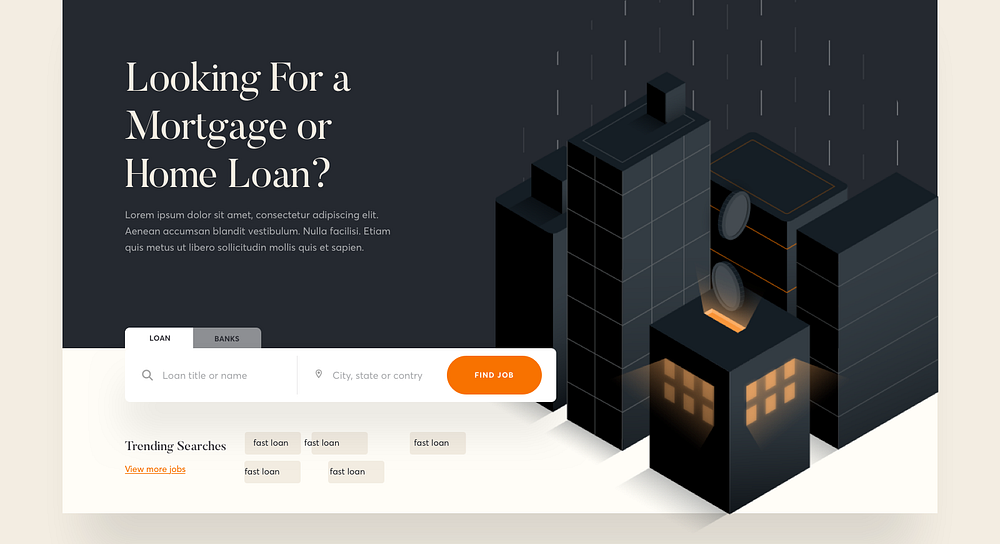 Looking For a
Mortgage or
Home Loan?
Lorem ipsum dolor sit amet, consectetur adipiscing elit.
Aenean accumsan blandit vestibulum. Nulla facilisi. Etiam
quis metus ut libero sollicitudin mollis quis et sapien.
LOAN BANKS
Loan title or name City, state or contry FIND JOB
Trending Searches fast loan fast loan fast loan
View more jobs fast loan fast loan